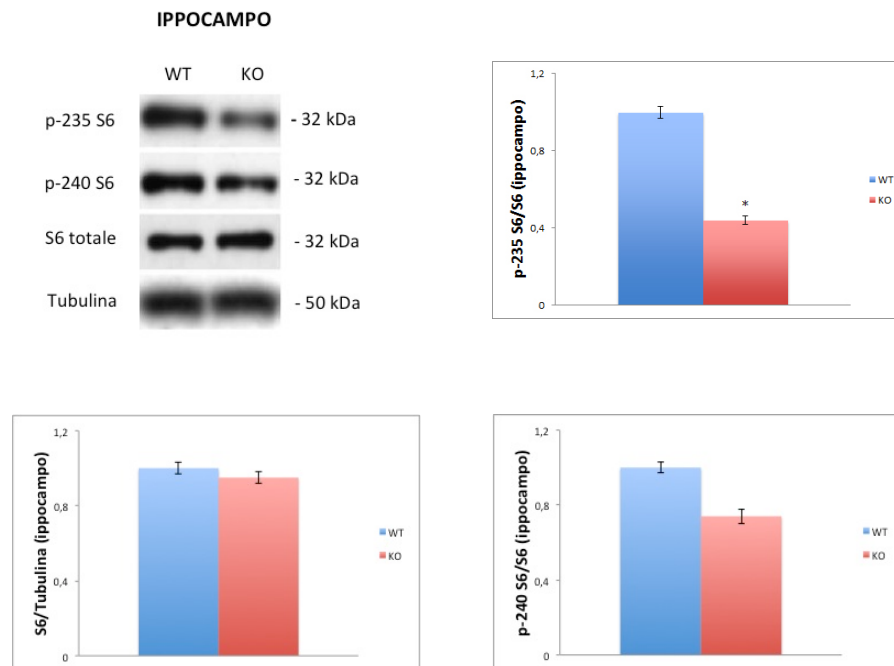 IPPOCAMPO
WT KO
p-235 S6 - 32 kDa
p-240 S6 - 32 kDa
S6 totale - 32 kDa
Tubulina - 50 kDa
p-235 S6/S6 (ippocampo)
1,2
0,8
0,4
0
*
WT
KO
S6/Tubulina (ippocampo)
1,2
0,8
0,4
0
WT
KO
p-240 S6/S6 (ippocampo)
1,2
0,8
0,4
0
WT
KO